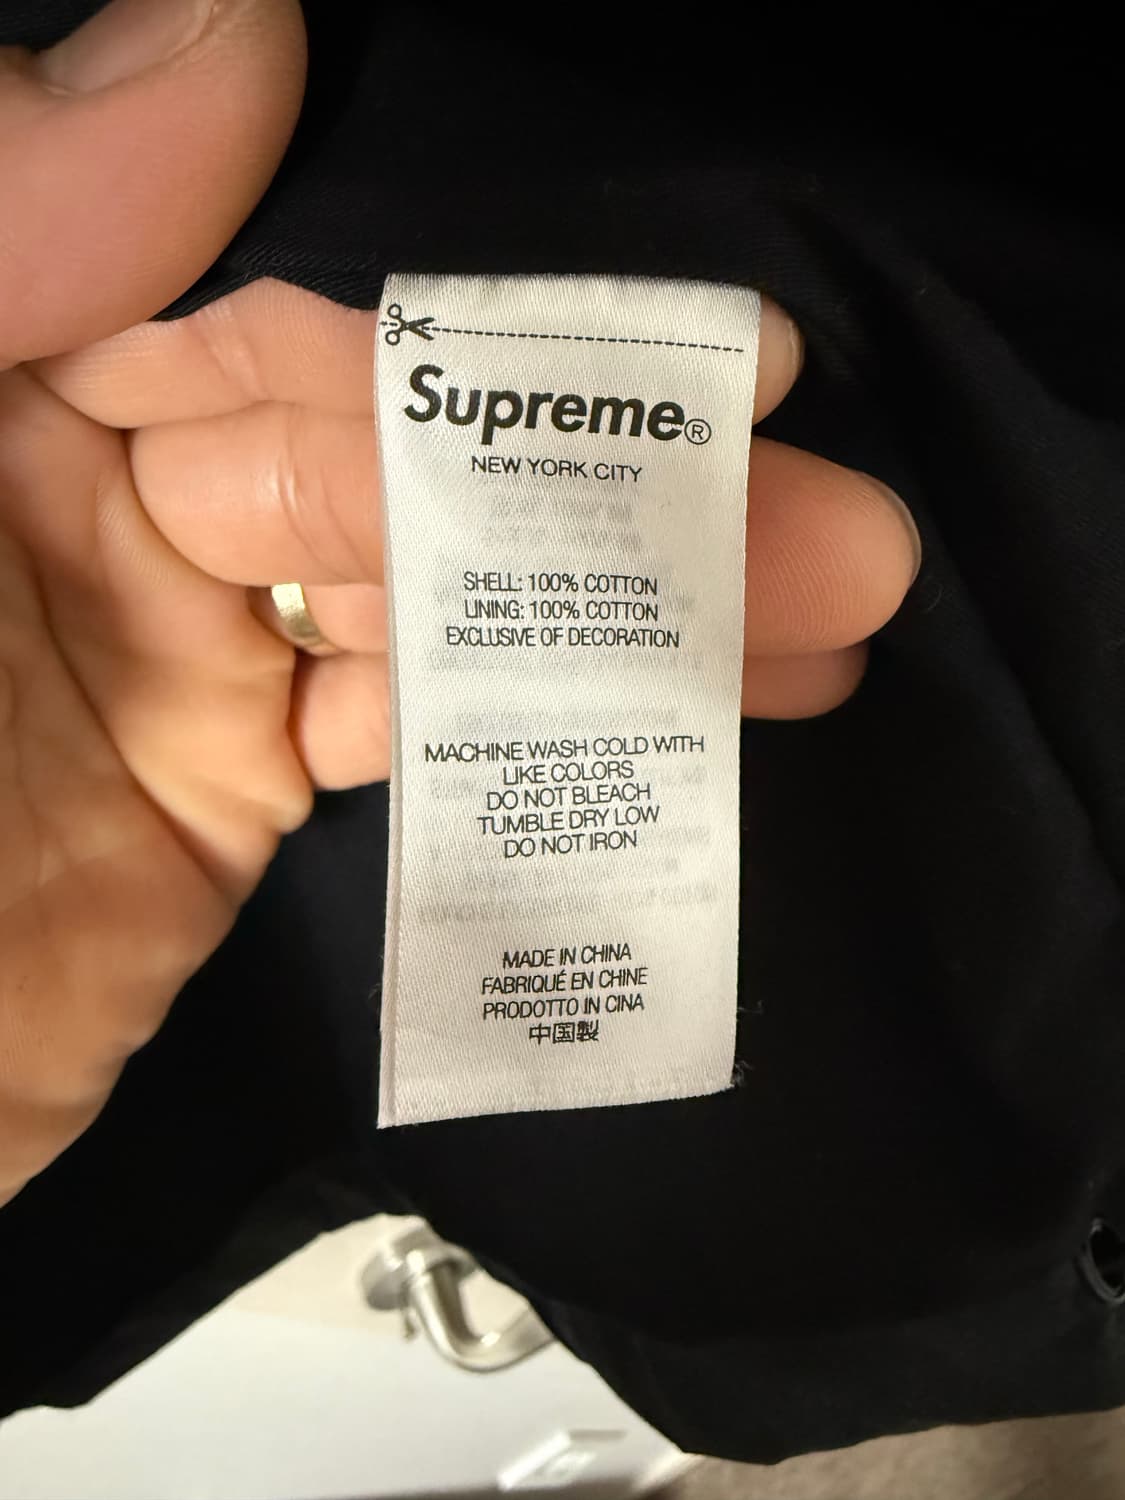 Supreme®
NEW YORK CITY
SHELL: 100% COTTON
LINING: 100% COTTON
EXCLUSIVE OF DECORATION
MACHINE WASH COLD WITH
LIKE COLORS
DO NOT BLEACH
TUMBLE DRY LOW
DO NOT IRON
MADE IN CHINA
FABRIQUÉ EN CHINE
PRODOTTO IN CINA
中国製